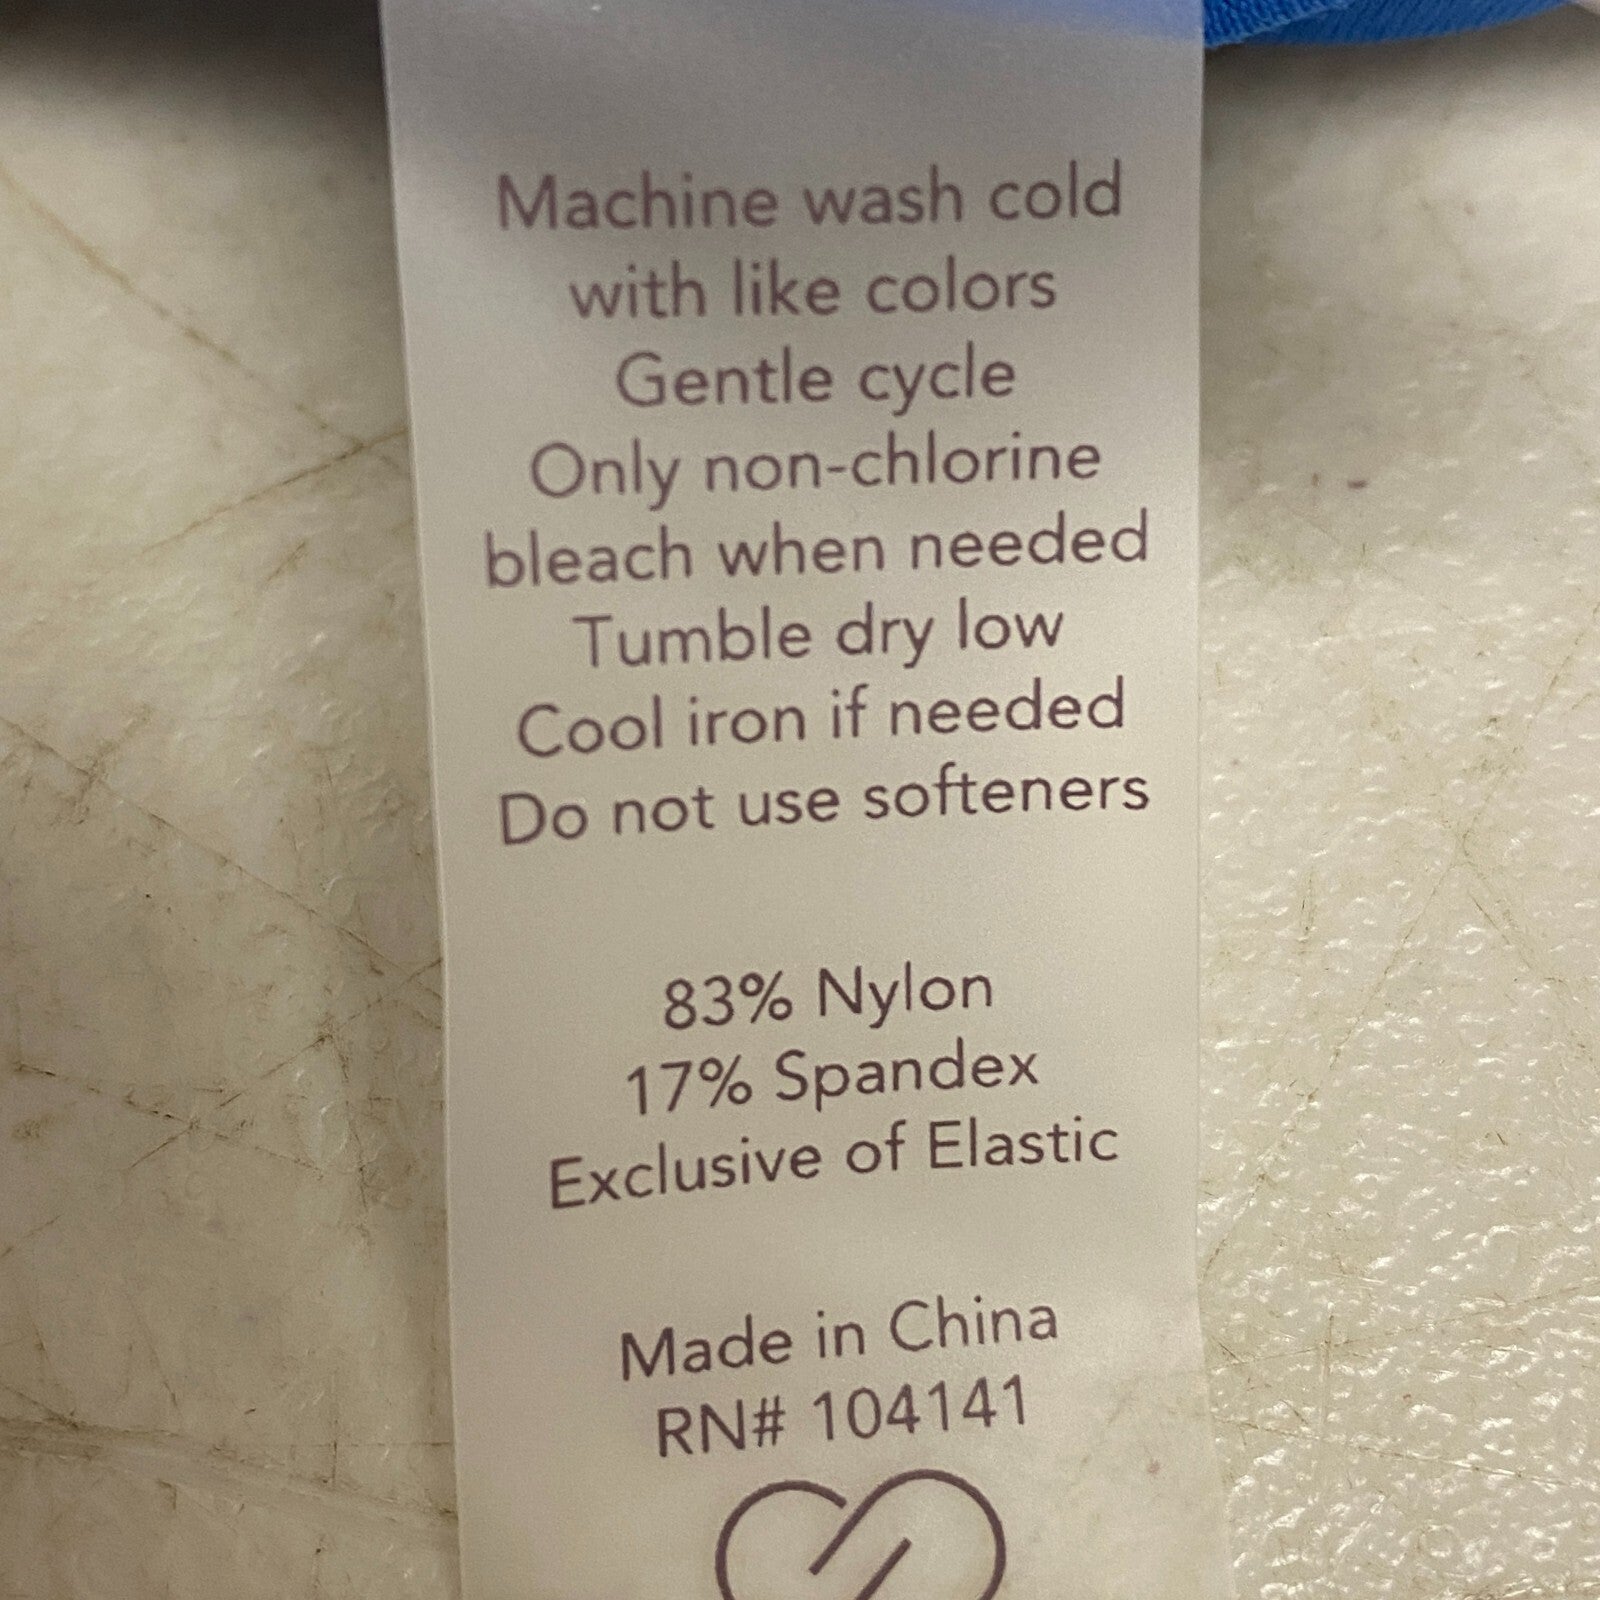 Machine wash cold
with like colors
Gentle cycle
Only non-chlorine
bleach when needed
Tumble dry low
Cool iron if needed
Do not use softeners
83% Nylon
17% Spandex
Exclusive of Elastic
Made in China
RN# 104141